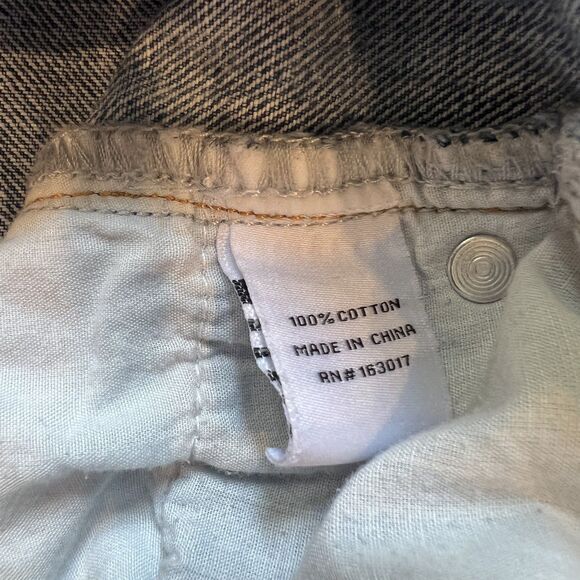 100% COTTON
MADE IN CHINA
RN# 163017